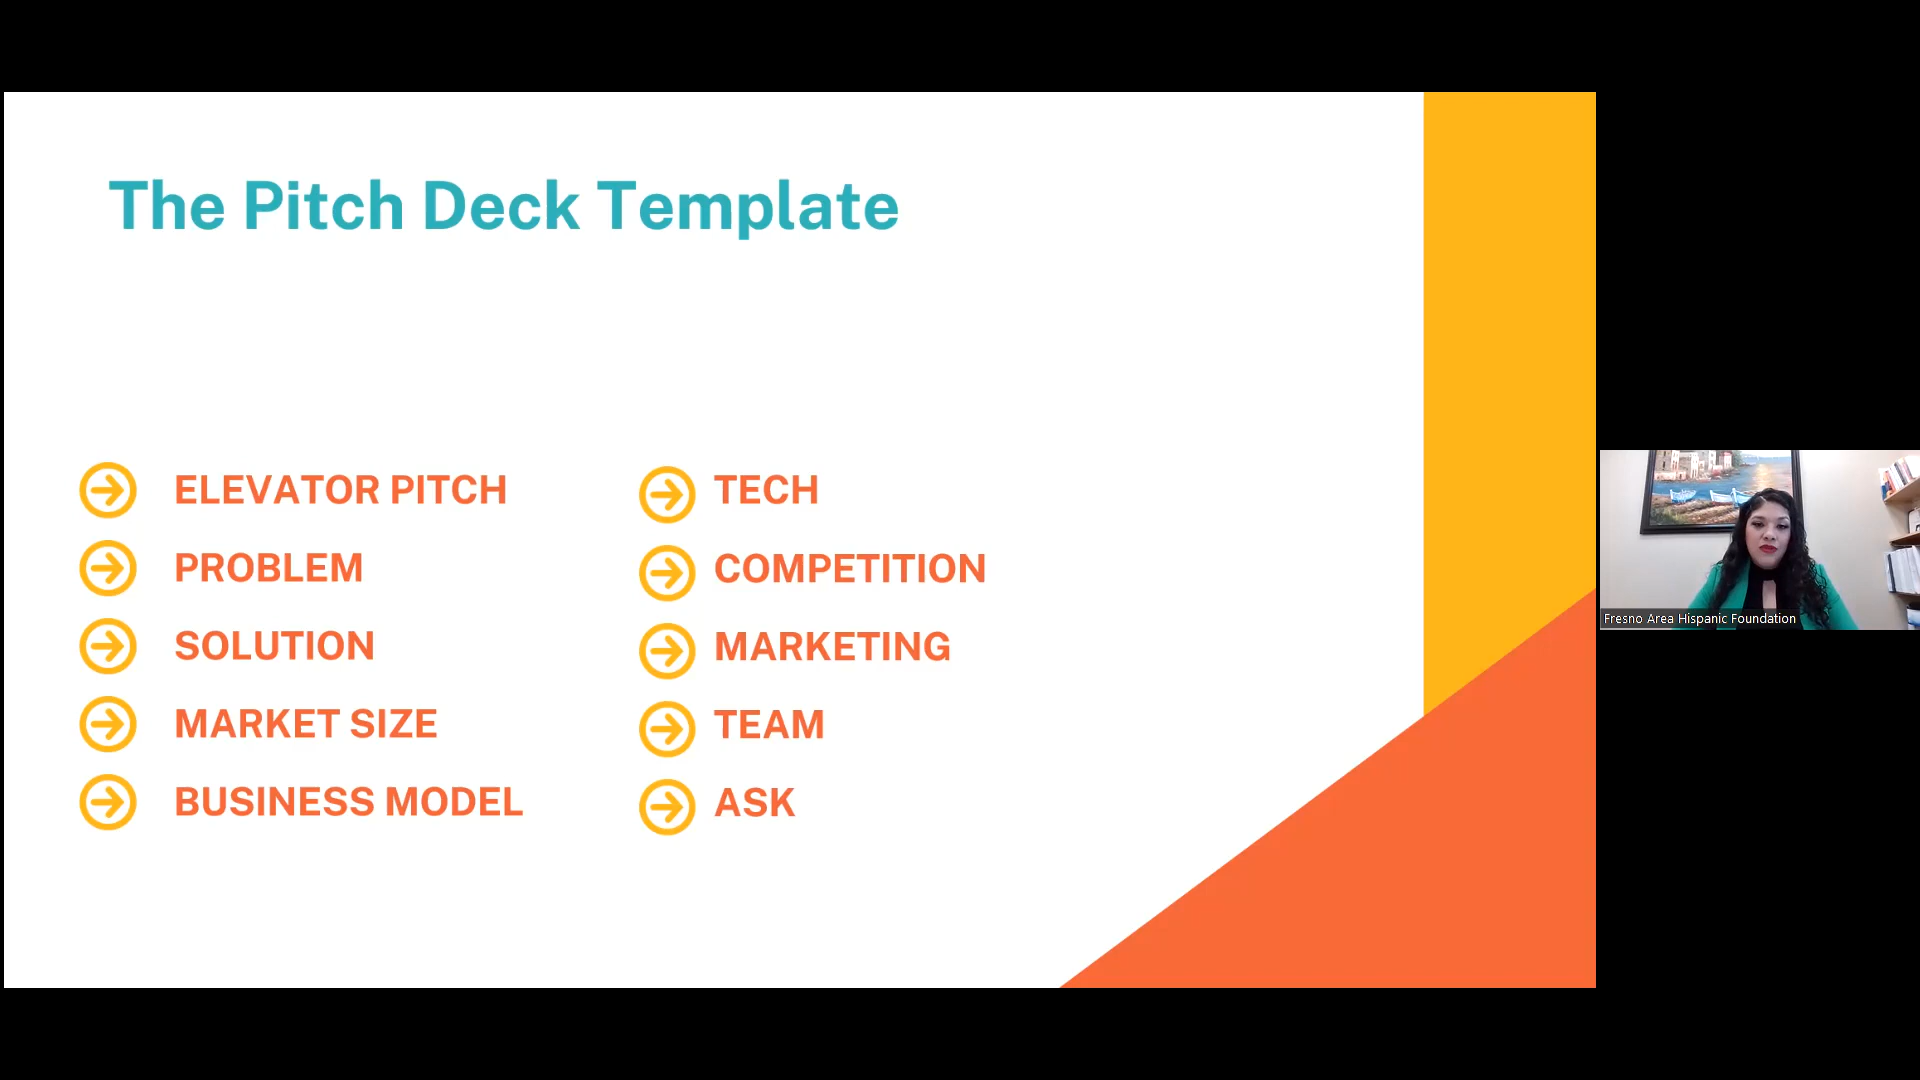 The Pitch Deck Template
ELEVATOR PITCH
PROBLEM
SOLUTION
MARKET SIZE
BUSINESS MODEL
TECH
COMPETITION
MARKETING
TEAM
ASK
Fresno Area Hispanic Foundation